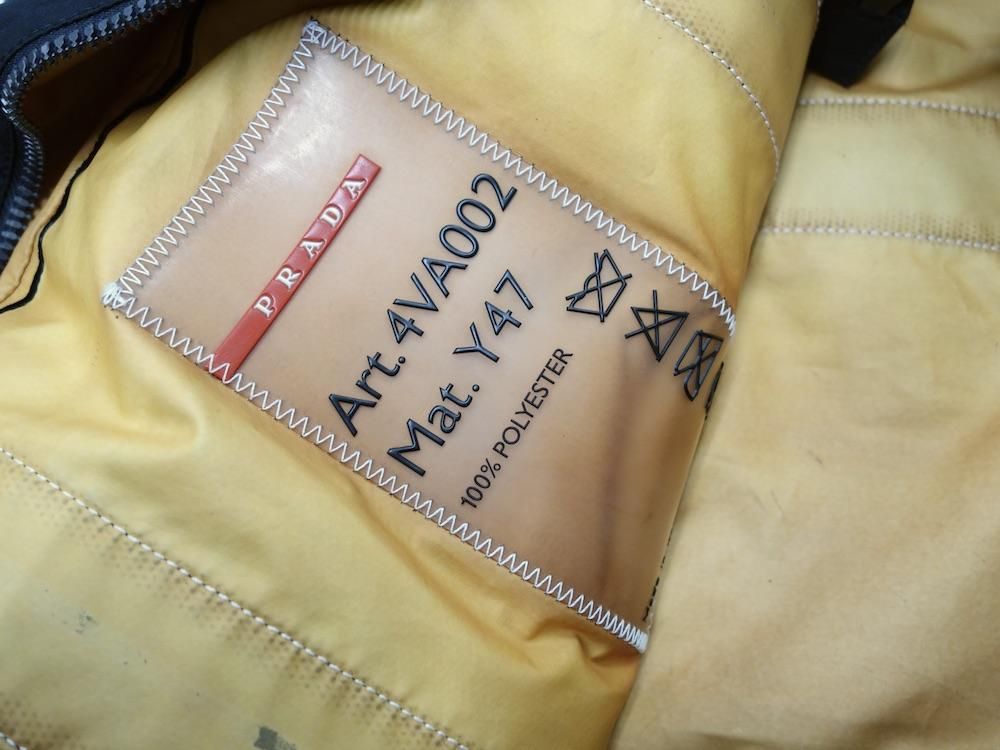 PRADA
Art. 4VA002
Mat. Y47
100% POLYESTER